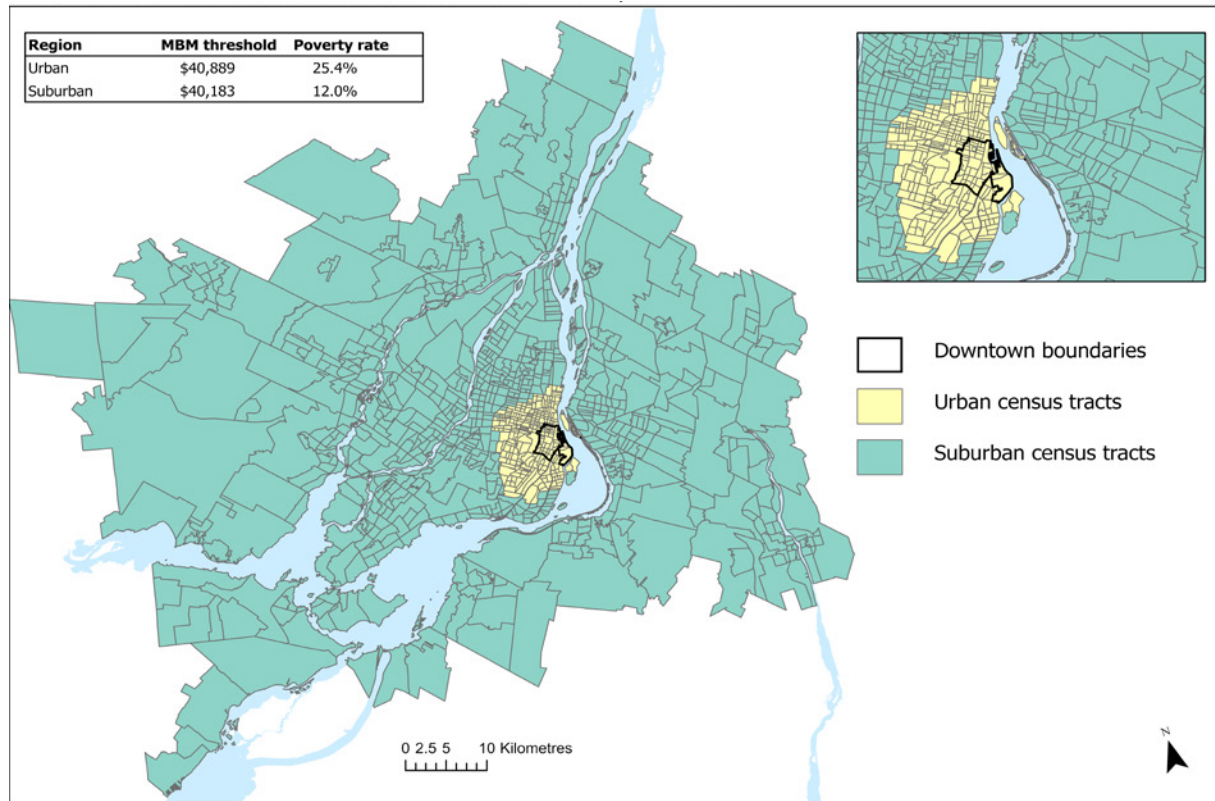 Region MBM threshold Poverty rate
Urban $40,889 25.4%
Suburban $40,183 12.0%
Downtown boundaries
Urban census tracts
Suburban census tracts
0 2.5 5 10 Kilometres
N